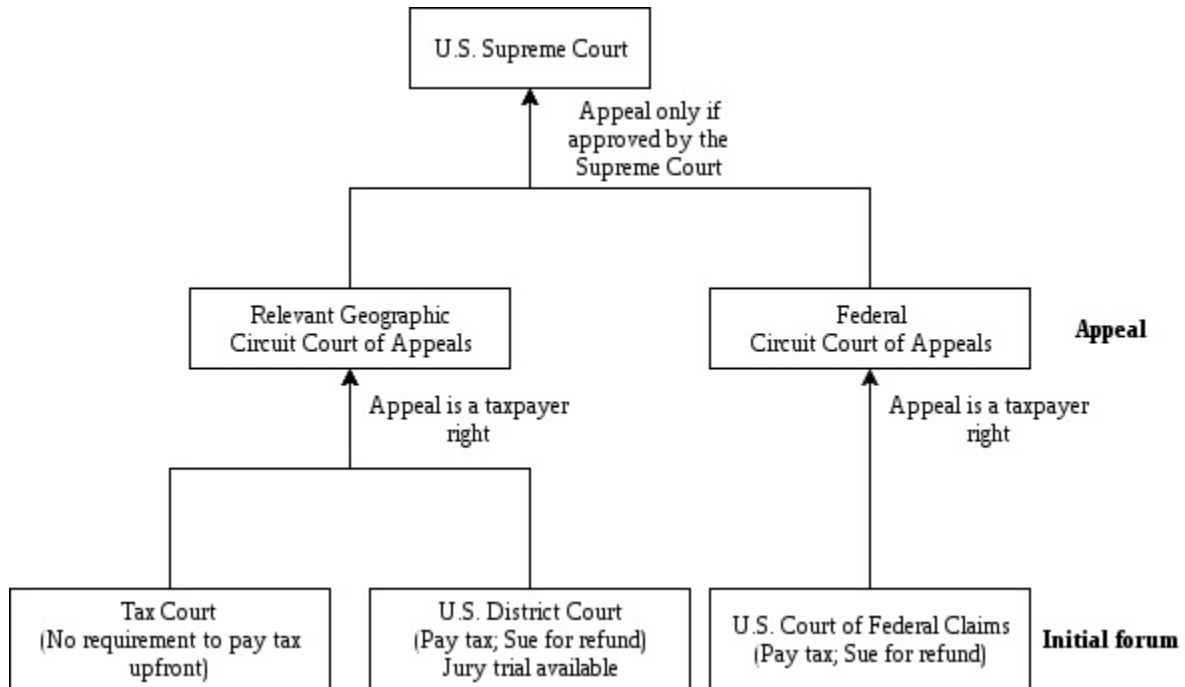 U.S. Supreme Court
Appeal only if
approved by the
Supreme Court
Relevant Geographic
Circuit Court of Appeals
Federal
Circuit Court of Appeals
Appeal
Appeal is a taxpayer
right
Appeal is a taxpayer
right
Tax Court
(No requirement to pay tax
upfront)
U.S. District Court
(Pay tax; Sue for refund)
Jury trial available
U.S. Court of Federal Claims
(Pay tax; Sue for refund)
Initial forum